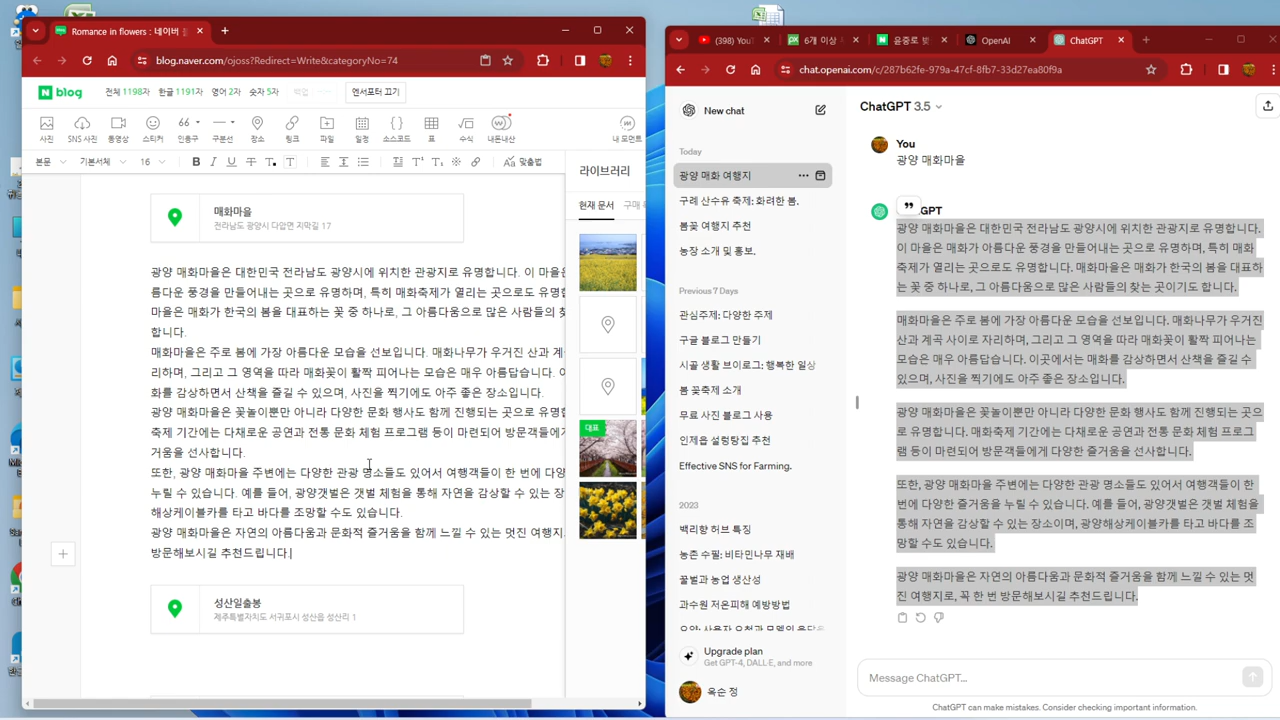 Romance in flowers : 네이버
blog.naver.com/ojoss?Redirect=Write&categoryNo=74
N blog 전체 1198자 한글 1191자 영어 2자 숫자 5자 엔서포터 끄기
사진 SNS 사진 동영상 스티커 인용구 구분선 장소 링크 파일 일정 소스코드 표 수식 내돈내산 내 모먼트
본문 기본서체 16 B I U T T 맞춤법
라이브러리
현재 문서 구매
매화마을
전라남도 광양시 다압면 지막길 17
광양 매화마을은 대한민국 전라남도 광양시에 위치한 관광지로 유명합니다. 이 마을은
름다운 풍경을 만들어내는 곳으로 유명하며, 특히 매화축제가 열리는 곳으로도 유명합
마을은 매화가 한국의 봄을 대표하는 꽃 중 하나로, 그 아름다움으로 많은 사람들의 찾
합니다.
매화마을은 주로 봄에 가장 아름다운 모습을 선보입니다. 매화나무가 우거진 산과 계
리하며, 그리고 그 영역을 따라 매화꽃이 활짝 피어나는 모습은 매우 아름답습니다. 이
화를 감상하면서 산책을 즐길 수 있으며, 사진을 찍기에도 아주 좋은 장소입니다.
광양 매화마을은 꽃놀이뿐만 아니라 다양한 문화 행사도 함께 진행되는 곳으로 유명합
축제 기간에는 다채로운 공연과 전통 문화 체험 프로그램 등이 마련되어 방문객들에게
거움을 선사합니다.
또한, 광양 매화마을 주변에는 다양한 관광 명소들도 있어서 여행객들이 한 번에 다양
누릴 수 있습니다. 예를 들어, 광양갯벌은 갯벌 체험을 통해 자연을 감상할 수 있는 장
해상케이블카를 타고 바다를 조망할 수도 있습니다.
광양 매화마을은 자연의 아름다움과 문화적 즐거움을 함께 느낄 수 있는 멋진 여행지
방문해보시길 추천드립니다.
대표
성산일출봉
제주특별자치도 서귀포시 성산읍 성산리 1
(398) You 6개 이상 윤중로 벚 OpenAI ChatGPT
chat.openai.com/c/287b62fe-979a-47cf-8fb7-33d27ea80f9a
New chat
Today
광양 매화 여행지
구례 산수유 축제: 화려한 봄.
봄꽃 여행지 추천
농장 소개 및 홍보.
Previous 7 Days
관심주제: 다양한 주제
구글 블로그 만들기
시골 생활 브이로그: 행복한 일상
봄 꽃축제 소개
무료 사진 블로그 사용
인제읍 설렁탕집 추천
Effective SNS for Farming.
2023
백리향 허브 특징
농촌 수필: 비타민나무 재배
꿀벌과 농업 생산성
과수원 저온피해 예방방법
Upgrade plan
Get GPT-4, DALL·E, and more
옥순 정
ChatGPT 3.5
You
광양 매화마을
GPT
광양 매화마을은 대한민국 전라남도 광양시에 위치한 관광지로 유명합니다.
이 마을은 매화가 아름다운 풍경을 만들어내는 곳으로 유명하며, 특히 매화
축제가 열리는 곳으로도 유명합니다. 매화마을은 매화가 한국의 봄을 대표하
는 꽃 중 하나로, 그 아름다움으로 많은 사람들의 찾는 곳이기도 합니다.
매화마을은 주로 봄에 가장 아름다운 모습을 선보입니다. 매화나무가 우거진
산과 계곡 사이로 자리하며, 그리고 그 영역을 따라 매화꽃이 활짝 피어나는
모습은 매우 아름답습니다. 이곳에서는 매화를 감상하면서 산책을 즐길 수
있으며, 사진을 찍기에도 아주 좋은 장소입니다.
광양 매화마을은 꽃놀이뿐만 아니라 다양한 문화 행사도 함께 진행되는 곳으
로 유명합니다. 매화축제 기간에는 다채로운 공연과 전통 문화 체험 프로그
램 등이 마련되어 방문객들에게 다양한 즐거움을 선사합니다.
또한, 광양 매화마을 주변에는 다양한 관광 명소들도 있어서 여행객들이 한
번에 다양한 즐거움을 누릴 수 있습니다. 예를 들어, 광양갯벌은 갯벌 체험을
통해 자연을 감상할 수 있는 장소이며, 광양해상케이블카를 타고 바다를 조
망할 수도 있습니다.
광양 매화마을은 자연의 아름다움과 문화적 즐거움을 함께 느낄 수 있는 멋
진 여행지로, 꼭 한 번 방문해보시길 추천드립니다.
Message ChatGPT...
ChatGPT can make mistakes. Consider checking important information.